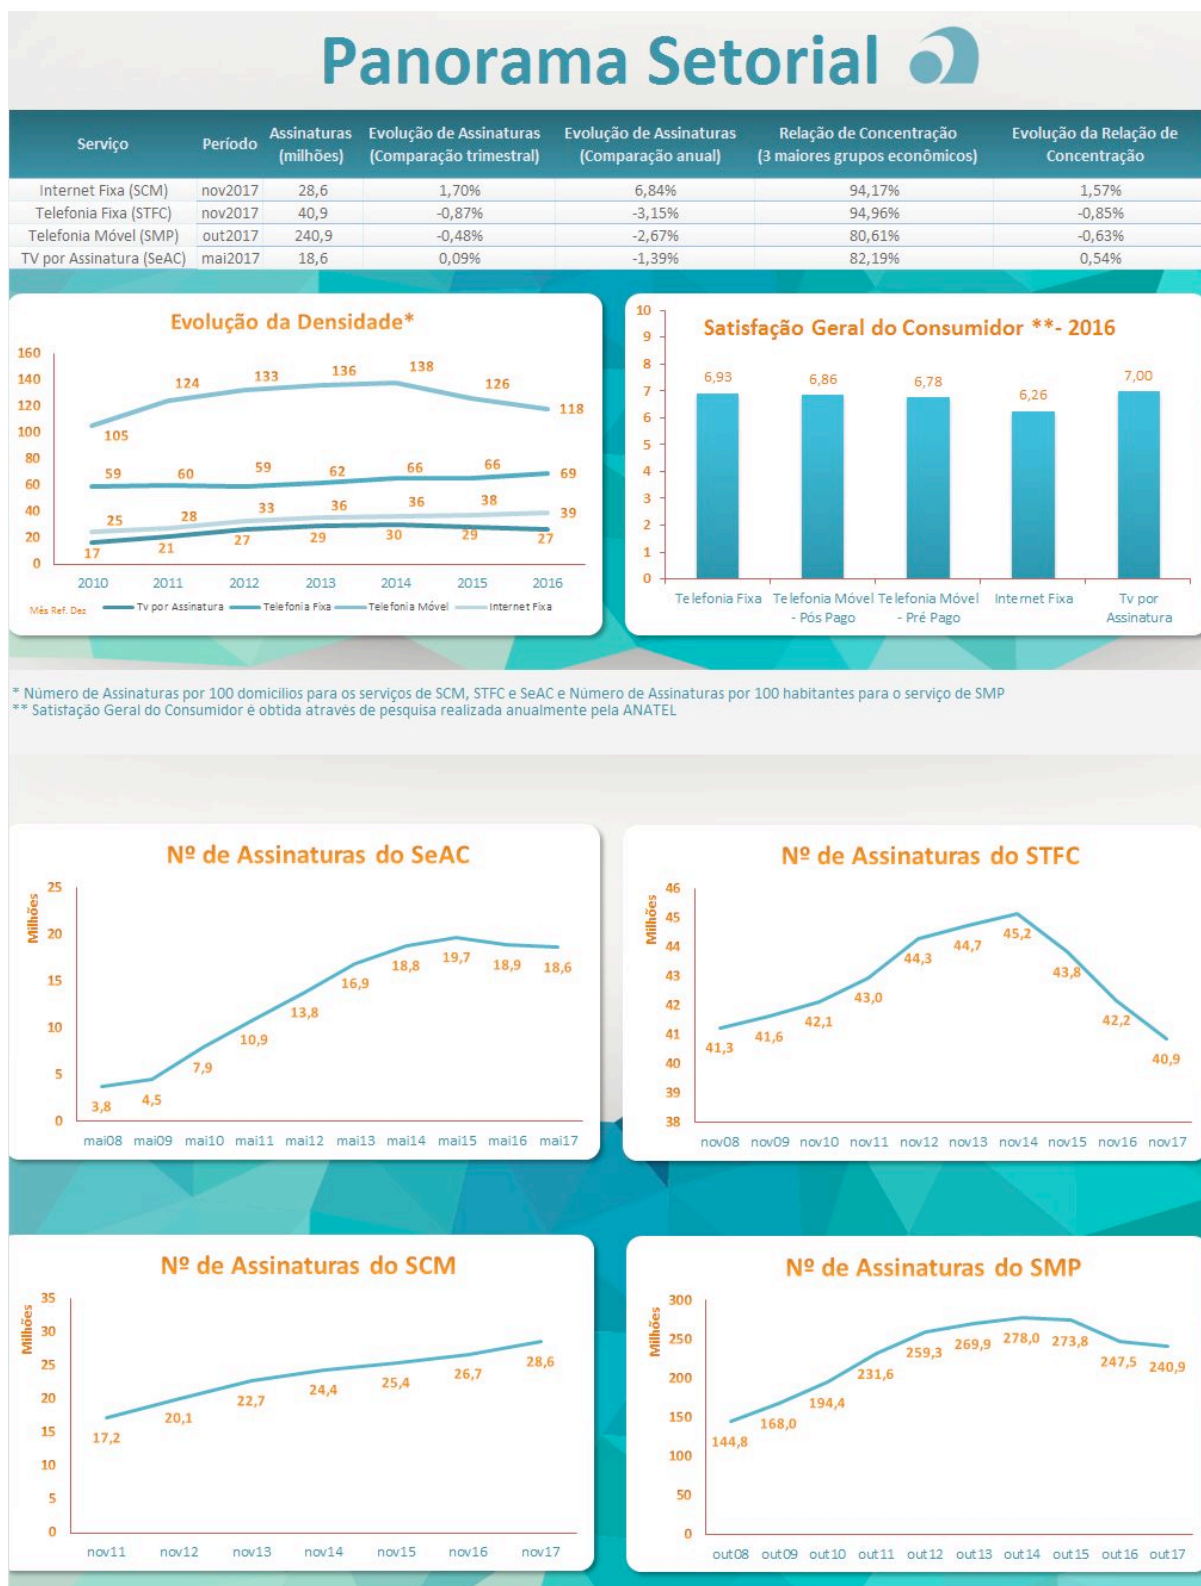 Panorama Setorial
Serviço Período Assinaturas (milhões) Evolução de Assinaturas (Comparação trimestral) Evolução de Assinaturas (Comparação anual) Relação de Concentração (3 maiores grupos econômicos) Evolução da Relação de Concentração
Internet Fixa (SCM) nov2017 28,6 1,70% 6,84% 94,17% 1,57%
Telefonia Fixa (STFC) nov2017 40,9 -0,87% -3,15% 94,96% -0,85%
Telefonia Móvel (SMP) out2017 240,9 -0,48% -2,67% 80,61% -0,63%
TV por Assinatura (SeAC) mai2017 18,6 0,09% -1,39% 82,19% 0,54%
Evolução da Densidade*
160
140
120
100
80
60
40
20
0
105 124 133 136 138 126 118
59 60 59 62 66 66 69
25 28 33 36 36 38 39
17 21 27 29 30 29 27
2010 2011 2012 2013 2014 2015 2016
Mês Ref. Dez Tv por Assinatura Telefonia Fixa Telefonia Móvel Internet Fixa
Satisfação Geral do Consumidor **- 2016
10
9
8
7
6
5
4
3
2
1
0
6,93 6,86 6,78 6,26 7,00
Telefonia Fixa Telefonia Móvel - Pós Pago Telefonia Móvel - Pré Pago Internet Fixa Tv por Assinatura
* Número de Assinaturas por 100 domicílios para os serviços de SCM, STFC e SeAC e Número de Assinaturas por 100 habitantes para o serviço de SMP
** Satisfação Geral do Consumidor é obtida através de pesquisa realizada anualmente pela ANATEL
Nº de Assinaturas do SeAC
Milhões
25
20
15
10
5
0
3,8 4,5 7,9 10,9 13,8 16,9 18,8 19,7 18,9 18,6
mai08 mai09 mai10 mai11 mai12 mai13 mai14 mai15 mai16 mai17
Nº de Assinaturas do STFC
Milhões
46
45
44
43
42
41
40
39
38
41,3 41,6 42,1 43,0 44,3 44,7 45,2 43,8 42,2 40,9
nov08 nov09 nov10 nov11 nov12 nov13 nov14 nov15 nov16 nov17
Nº de Assinaturas do SCM
Milhões
35
30
25
20
15
10
5
0
17,2 20,1 22,7 24,4 25,4 26,7 28,6
nov11 nov12 nov13 nov14 nov15 nov16 nov17
Nº de Assinaturas do SMP
Milhões
300
250
200
150
100
50
0
144,8 168,0 194,4 231,6 259,3 269,9 278,0 273,8 247,5 240,9
out08 out09 out10 out11 out12 out13 out14 out15 out16 out17